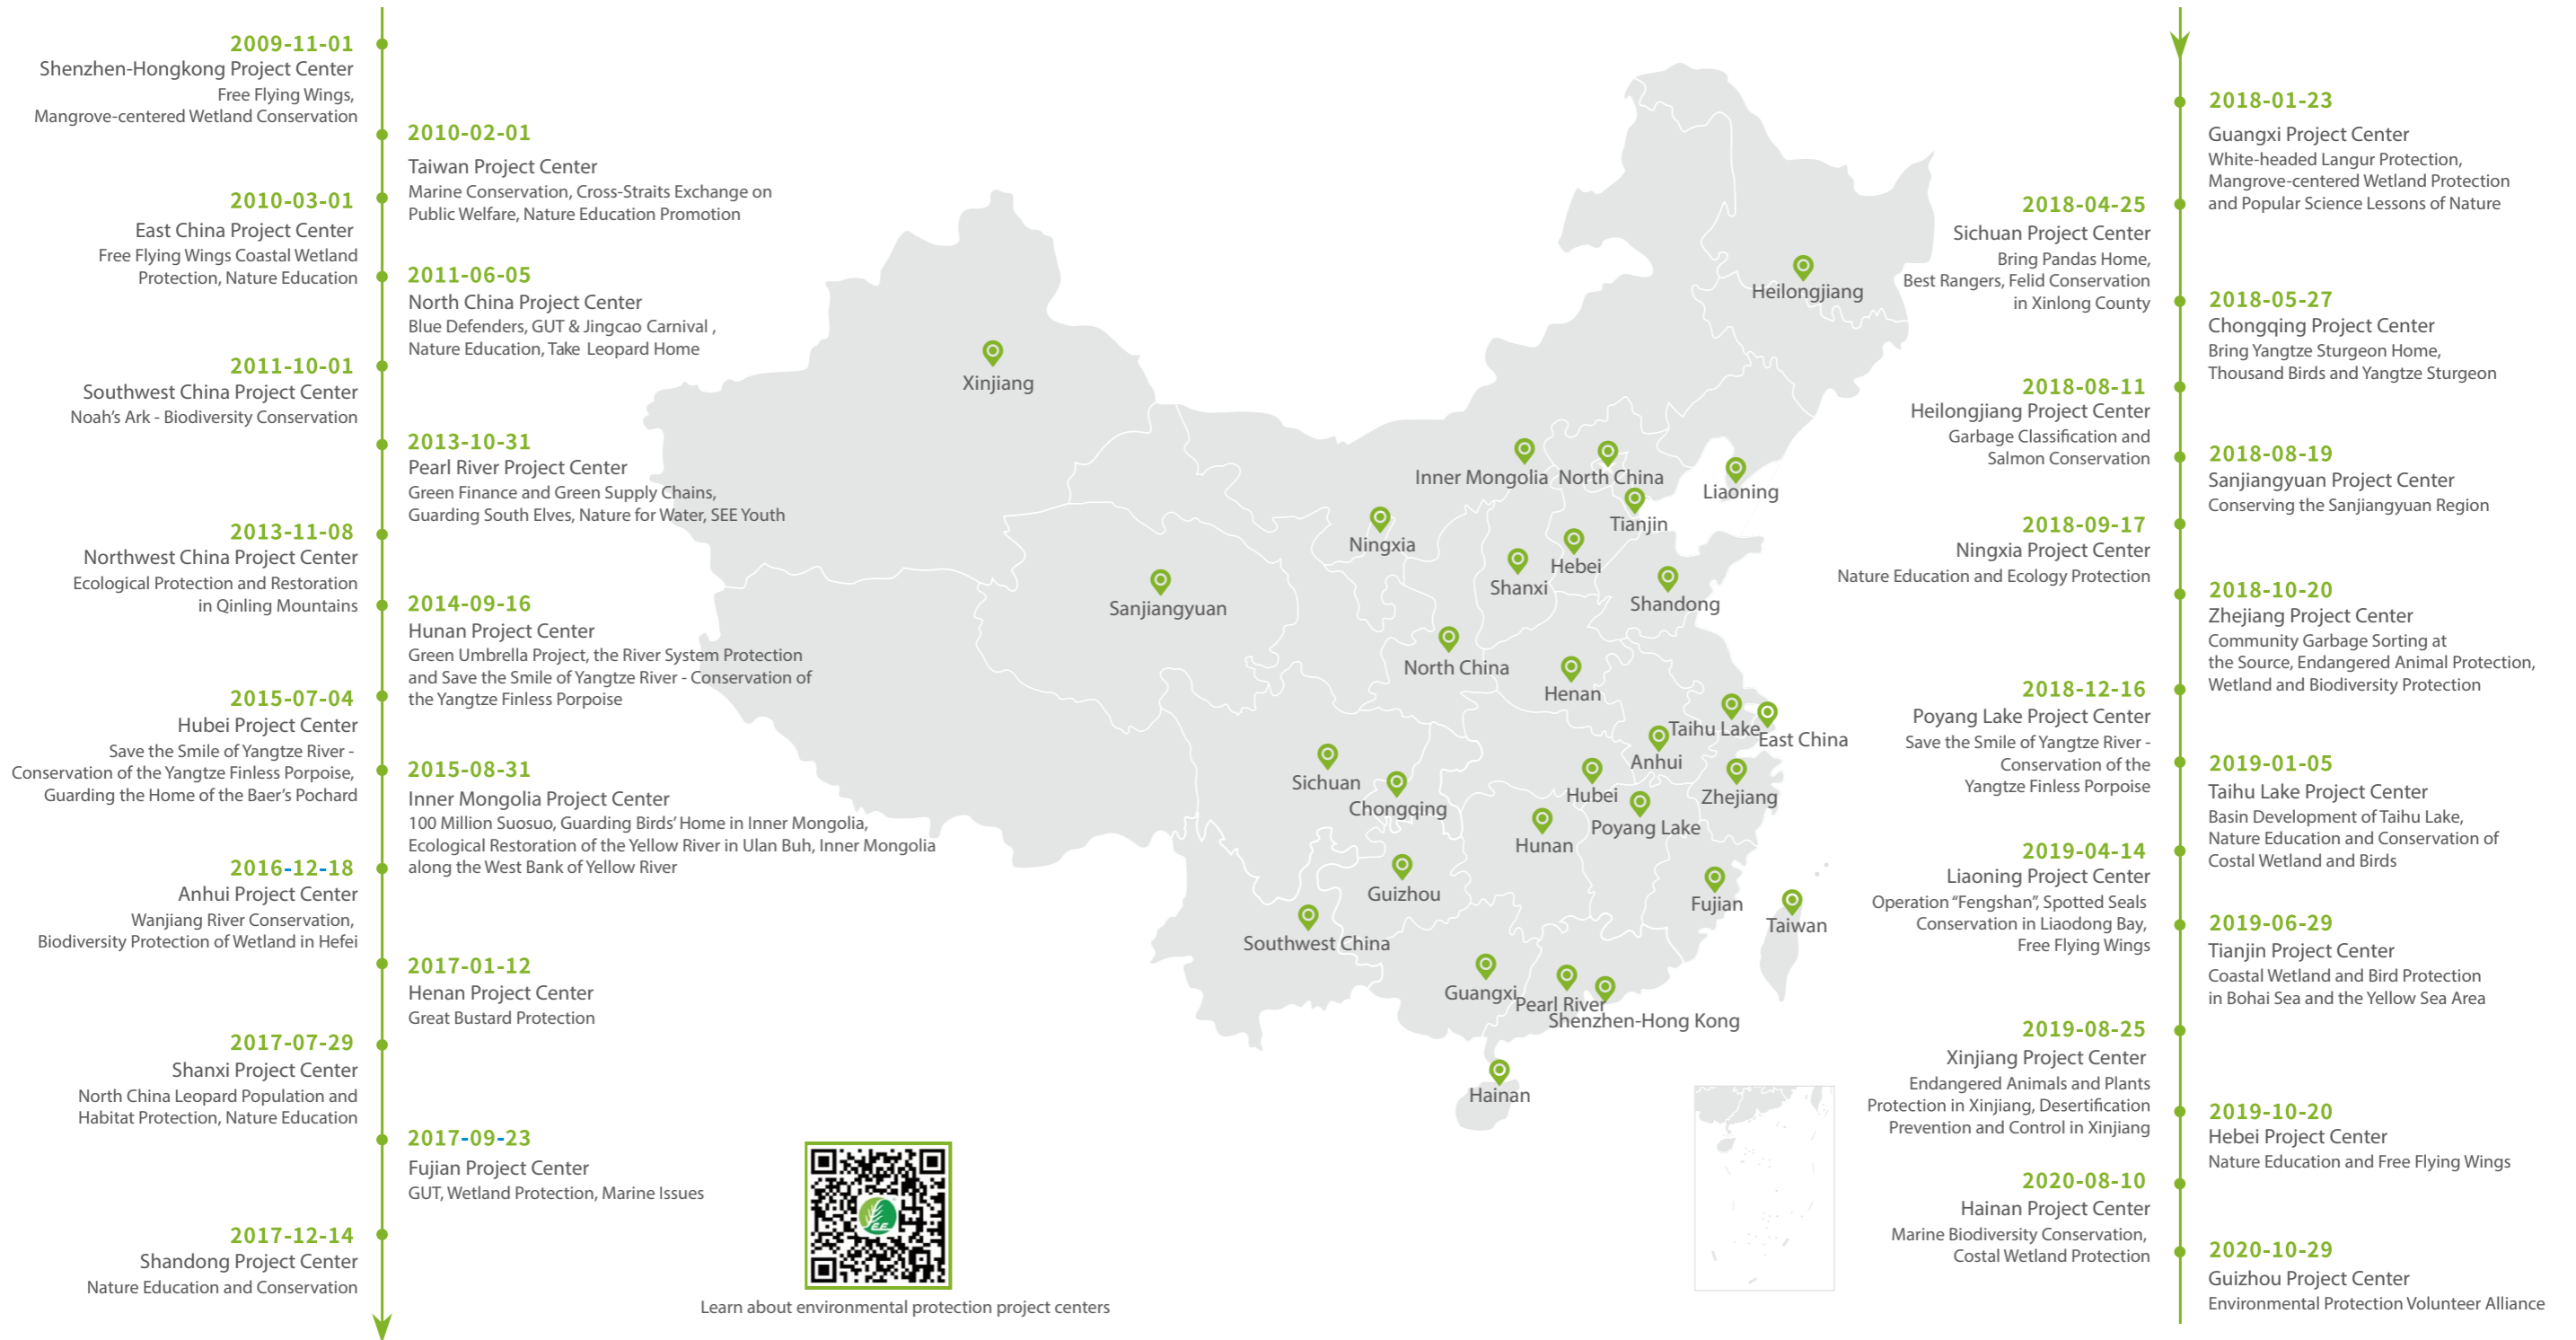 2009-11-01
Shenzhen-Hongkong Project Center
Free Flying Wings,
Mangrove-centered Wetland Conservation
2010-02-01
Taiwan Project Center
Marine Conservation, Cross-Straits Exchange on
Public Welfare, Nature Education Promotion
2010-03-01
East China Project Center
Free Flying Wings Coastal Wetland
Protection, Nature Education
2011-06-05
North China Project Center
Blue Defenders, GUT & Jingcao Carnival ,
Nature Education, Take Leopard Home
2011-10-01
Southwest China Project Center
Noah's Ark - Biodiversity Conservation
2013-10-31
Pearl River Project Center
Green Finance and Green Supply Chains,
Guarding South Elves, Nature for Water, SEE Youth
2013-11-08
Northwest China Project Center
Ecological Protection and Restoration
in Qinling Mountains
2014-09-16
Hunan Project Center
Green Umbrella Project, the River System Protection
and Save the Smile of Yangtze River - Conservation of
the Yangtze Finless Porpoise
2015-07-04
Hubei Project Center
Save the Smile of Yangtze River -
Conservation of the Yangtze Finless Porpoise,
Guarding the Home of the Baer's Pochard
2015-08-31
Inner Mongolia Project Center
100 Million Suosuo, Guarding Birds' Home in Inner Mongolia,
Ecological Restoration of the Yellow River in Ulan Buh, Inner Mongolia
along the West Bank of Yellow River
2016-12-18
Anhui Project Center
Wanjiang River Conservation,
Biodiversity Protection of Wetland in Hefei
2017-01-12
Henan Project Center
Great Bustard Protection
2017-07-29
Shanxi Project Center
North China Leopard Population and
Habitat Protection, Nature Education
2017-09-23
Fujian Project Center
GUT, Wetland Protection, Marine Issues
2017-12-14
Shandong Project Center
Nature Education and Conservation
Heilongjiang
Xinjiang
Inner Mongolia
North China
Liaoning
Tianjin
Ningxia
Hebei
Shanxi
Shandong
Sanjiangyuan
North China
Henan
Taihu Lake
East China
Anhui
Sichuan
Chongqing
Hubei
Zhejiang
Poyang Lake
Hunan
Guizhou
Fujian
Taiwan
Southwest China
Guangxi
Pearl River
Shenzhen-Hong Kong
Hainan
SEE
Learn about environmental protection project centers
2018-01-23
Guangxi Project Center
White-headed Langur Protection,
Mangrove-centered Wetland Protection
and Popular Science Lessons of Nature
2018-04-25
Sichuan Project Center
Bring Pandas Home,
Best Rangers, Felid Conservation
in Xinlong County
2018-05-27
Chongqing Project Center
Bring Yangtze Sturgeon Home,
Thousand Birds and Yangtze Sturgeon
2018-08-11
Heilongjiang Project Center
Garbage Classification and
Salmon Conservation
2018-08-19
Sanjiangyuan Project Center
Conserving the Sanjiangyuan Region
2018-09-17
Ningxia Project Center
Nature Education and Ecology Protection
2018-10-20
Zhejiang Project Center
Community Garbage Sorting at
the Source, Endangered Animal Protection,
Wetland and Biodiversity Protection
2018-12-16
Poyang Lake Project Center
Save the Smile of Yangtze River -
Conservation of the
Yangtze Finless Porpoise
2019-01-05
Taihu Lake Project Center
Basin Development of Taihu Lake,
Nature Education and Conservation of
Costal Wetland and Birds
2019-04-14
Liaoning Project Center
Operation "Fengshan", Spotted Seals
Conservation in Liaodong Bay,
Free Flying Wings
2019-06-29
Tianjin Project Center
Coastal Wetland and Bird Protection
in Bohai Sea and the Yellow Sea Area
2019-08-25
Xinjiang Project Center
Endangered Animals and Plants
Protection in Xinjiang, Desertification
Prevention and Control in Xinjiang
2019-10-20
Hebei Project Center
Nature Education and Free Flying Wings
2020-08-10
Hainan Project Center
Marine Biodiversity Conservation,
Costal Wetland Protection
2020-10-29
Guizhou Project Center
Environmental Protection Volunteer Alliance